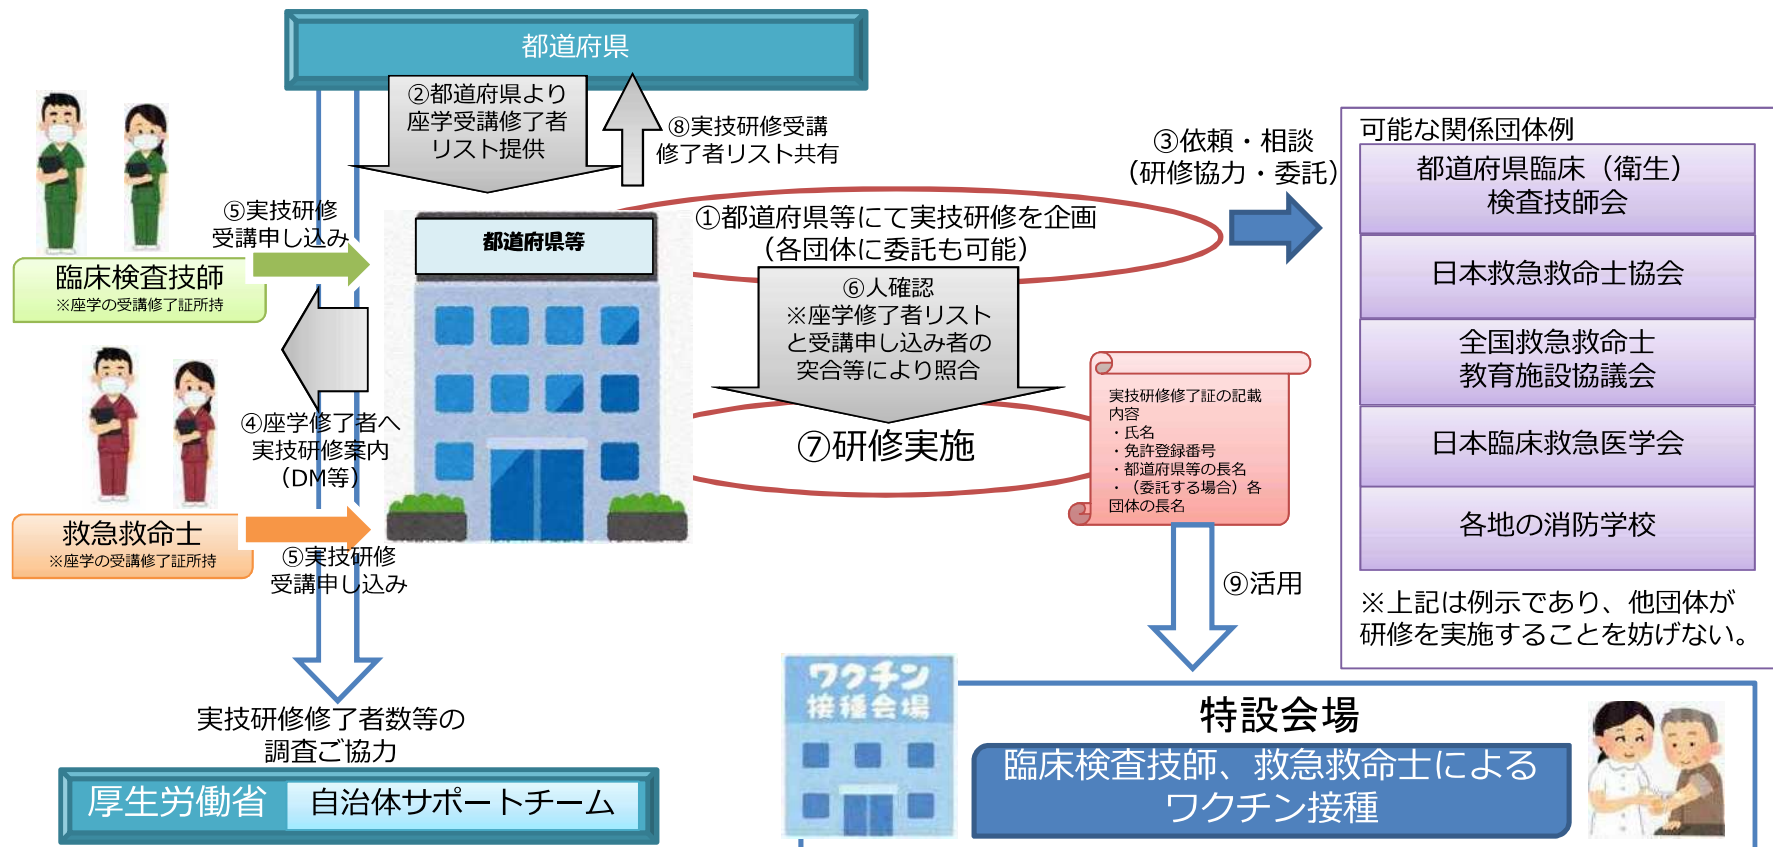 都道府県
②都道府県より
座学受講修了者
リスト提供
⑧実技研修受講
修了者リスト共有
③依頼・相談
（研修協力・委託）
①都道府県等にて実技研修を企画
（各団体に委託も可能）
都道府県等
⑤実技研修
受講申し込み
臨床検査技師
※座学の受講修了証所持
⑥人確認
※座学修了者リスト
と受講申し込み者の
突合等により照合
④座学修了者へ
実技研修案内
（DM等）
⑦研修実施
救急救命士
※座学の受講修了証所持
⑤実技研修
受講申し込み
実技研修修了証の記載
内容
・氏名
・免許登録番号
・都道府県等の長名
・（委託する場合）各
団体の長名
⑨活用
可能な関係団体例
都道府県臨床（衛生）
検査技師会
日本救急救命士協会
全国救急救命士
教育施設協議会
日本臨床救急医学会
各地の消防学校
※上記は例示であり、他団体が
研修を実施することを妨げない。
実技研修修了者数等の
調査ご協力
厚生労働省
自治体サポートチーム
ワクチン
接種会場
特設会場
臨床検査技師、救急救命士による
ワクチン接種